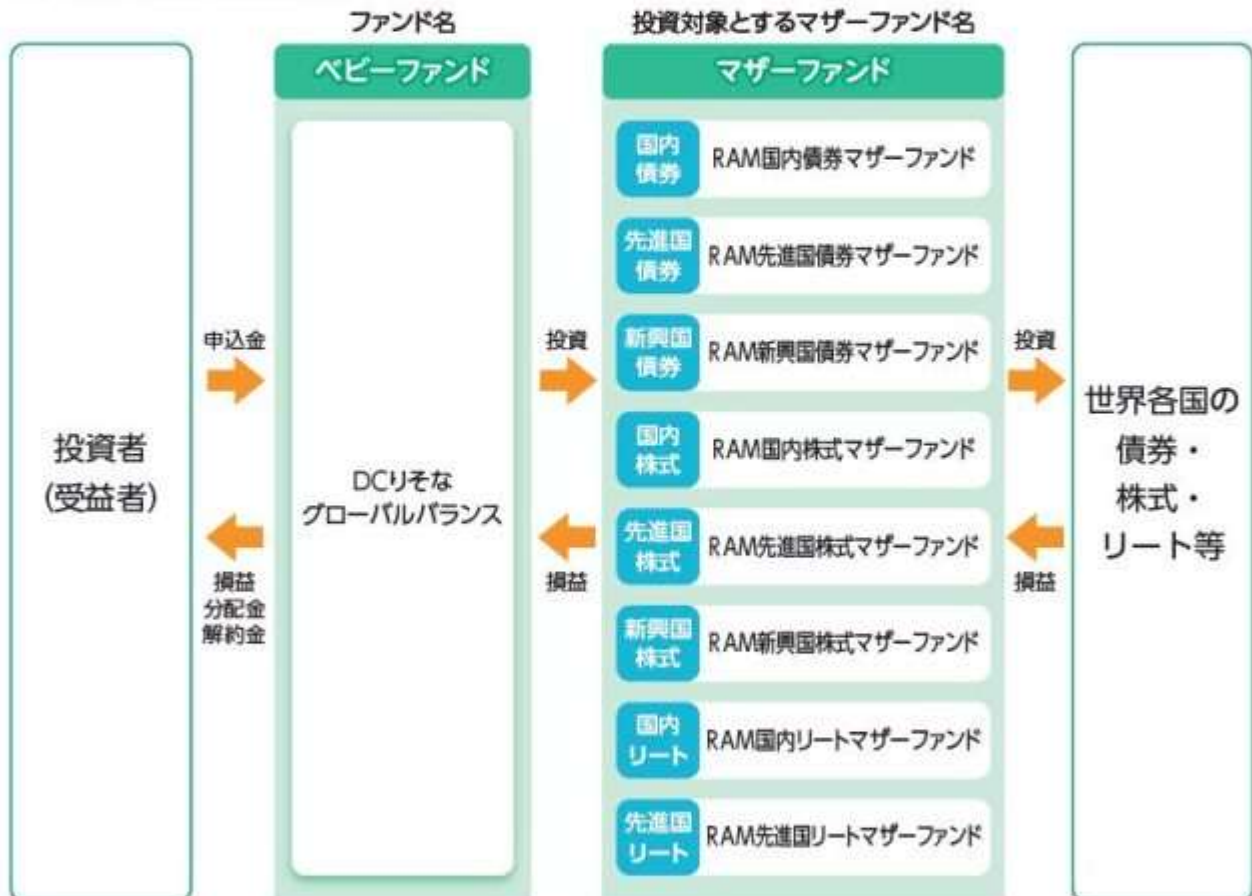 ファンド名
投資対象とするマザーファンド名
ベビーファンド
マザーファンド
投資者
(受益者)
申込金
損益
分配金
解約金
DCりそな
グローバルバランス
投資
損益
国内
債券
RAM国内債券マザーファンド
先進国
債券
RAM先進国債券マザーファンド
新興国
債券
RAM新興国債券マザーファンド
国内
株式
RAM国内株式マザーファンド
先進国
株式
RAM先進国株式マザーファンド
新興国
株式
RAM新興国株式マザーファンド
国内
リート
RAM国内リートマザーファンド
先進国
リート
RAM先進国リートマザーファンド
投資
損益
世界各国の
債券・
株式・
リート等